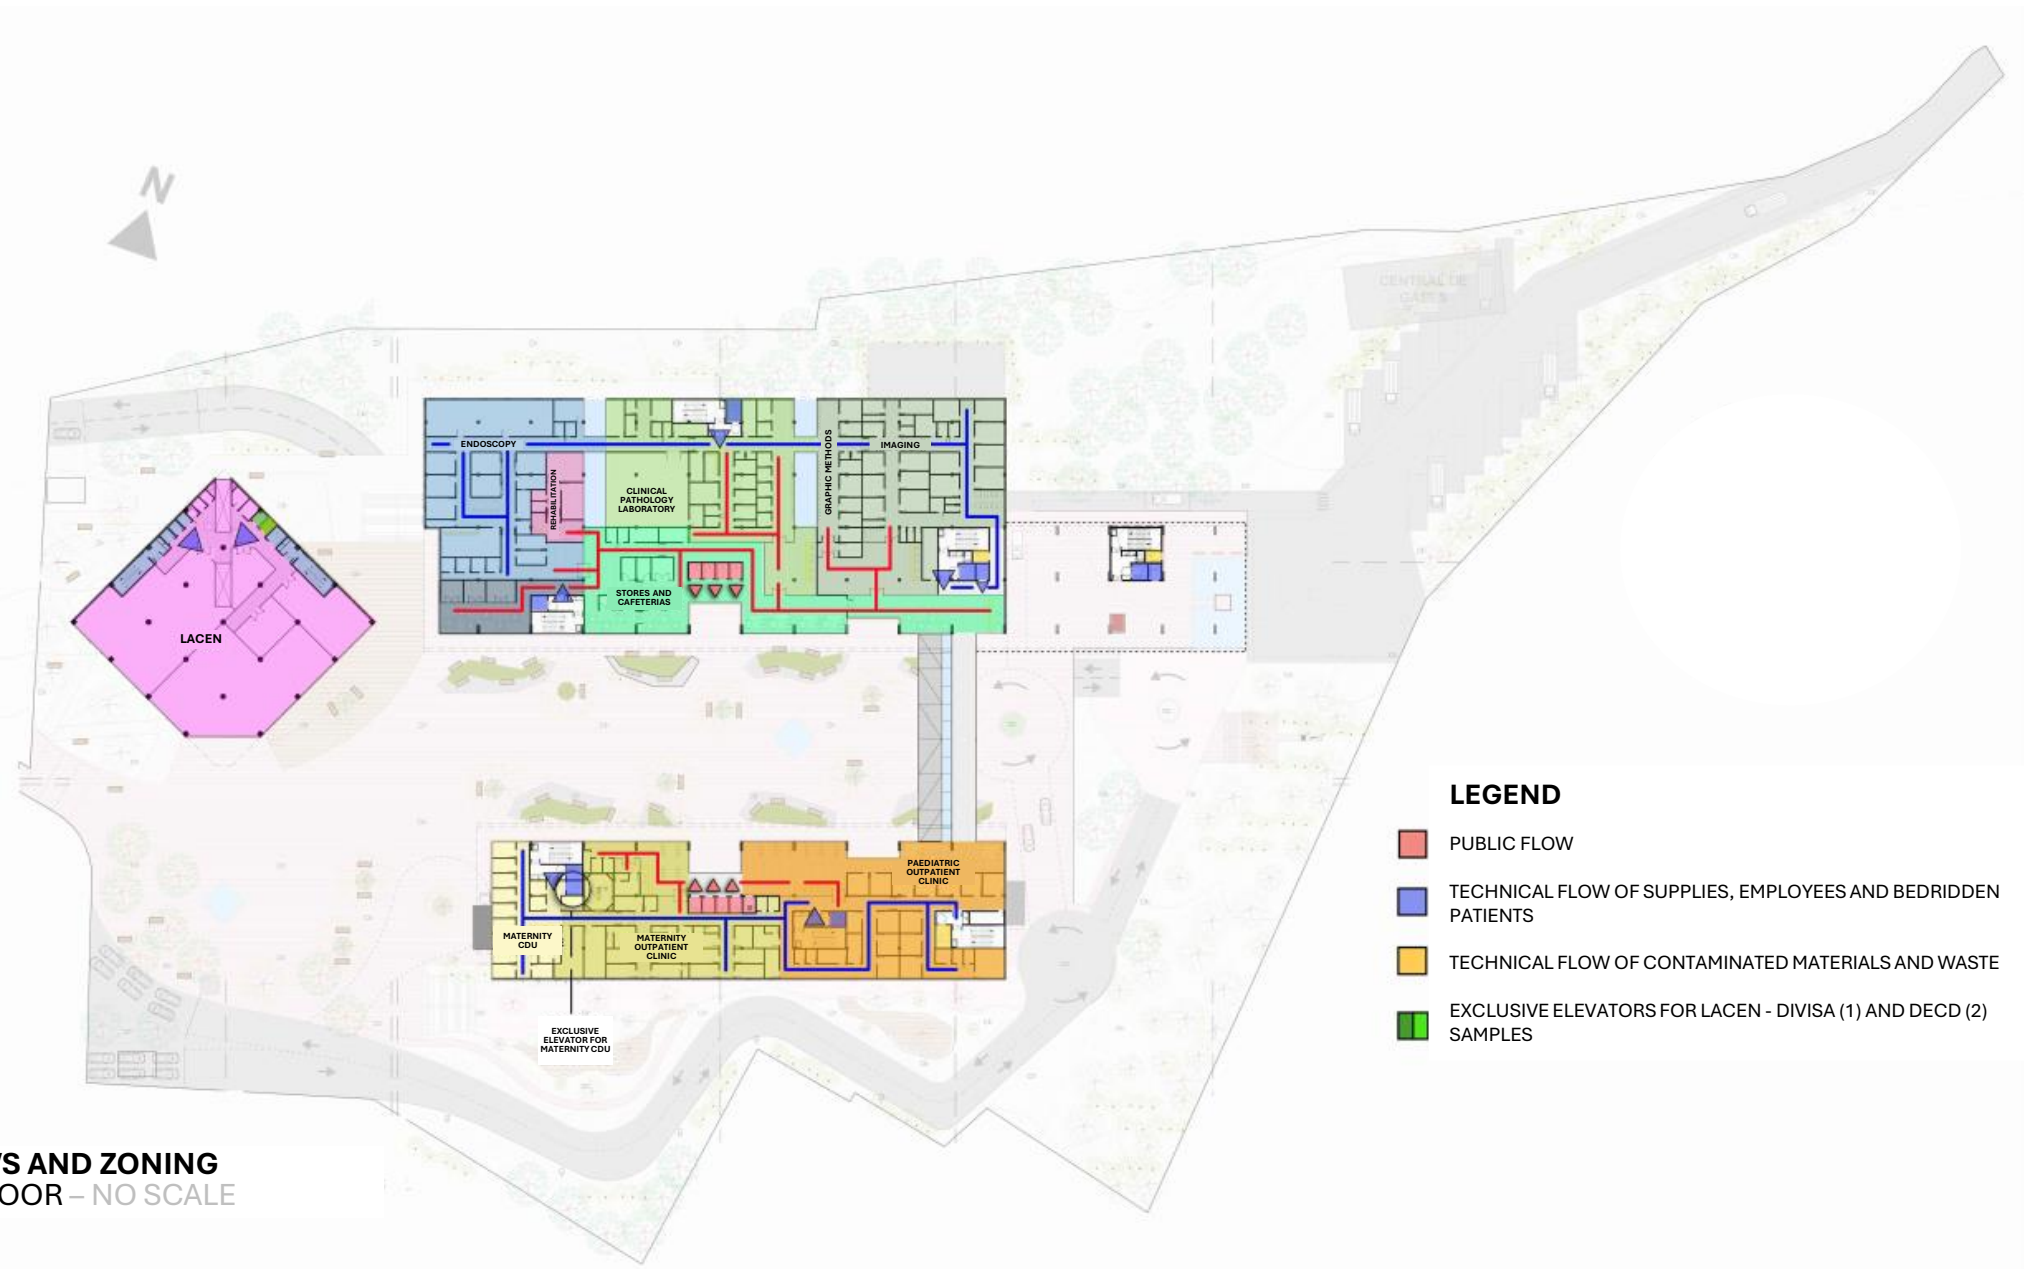 N
CENTRAL DE
GASES
ENDOSCOPY
REHABILITATION
CLINICAL
PATHOLOGY
LABORATORY
GRAPHIC METHODS
IMAGING
STORES AND
CAFETERIAS
LACEN
PAEDIATRIC
OUTPATIENT
CLINIC
MATERNITY
CDU
MATERNITY
OUTPATIENT
CLINIC
EXCLUSIVE
ELEVATOR FOR
MATERNITY CDU
LEGEND
PUBLIC FLOW
TECHNICAL FLOW OF SUPPLIES, EMPLOYEES AND BEDRIDDEN
PATIENTS
TECHNICAL FLOW OF CONTAMINATED MATERIALS AND WASTE
EXCLUSIVE ELEVATORS FOR LACEN - DIVISA (1) AND DECD (2)
SAMPLES
S AND ZONING
OOR – NO SCALE